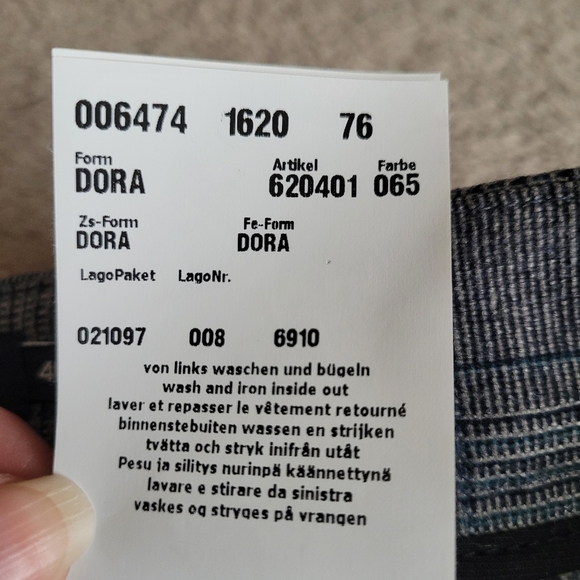 006474 1620 76
Form Artikel Farbe
DORA 620401 065
Zs-Form Fe-Form
DORA DORA
LagoPaket LagoNr.
021097 008 6910
von links waschen und bügeln
wash and iron inside out
laver et repasser le vêtement retourné
binnenstebuiten wassen en strijken
tvätta och stryk inifrån utåt
Pesu ja silitys nurinpä käännettynä
lavare e stirare da sinistra
vaskes og stryges på vrangen
4